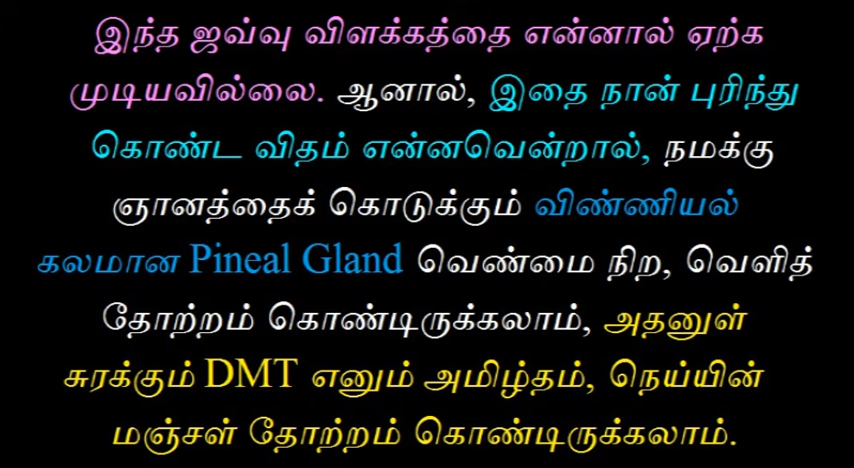 இந்த ஜவ்வு விளக்கத்தை என்னால் ஏற்க
முடியவில்லை. ஆனால், இதை நான் புரிந்து
கொண்ட விதம் என்னவென்றால், நமக்கு
ஞானத்தைக் கொடுக்கும் விண்ணியல்
கலமான Pineal Gland வெண்மை நிற, வெளித்
தோற்றம் கொண்டிருக்கலாம், அதனுள்
சுரக்கும் DMT எனும் அமிழ்தம், நெய்யின்
மஞ்சள் தோற்றம் கொண்டிருக்கலாம்.